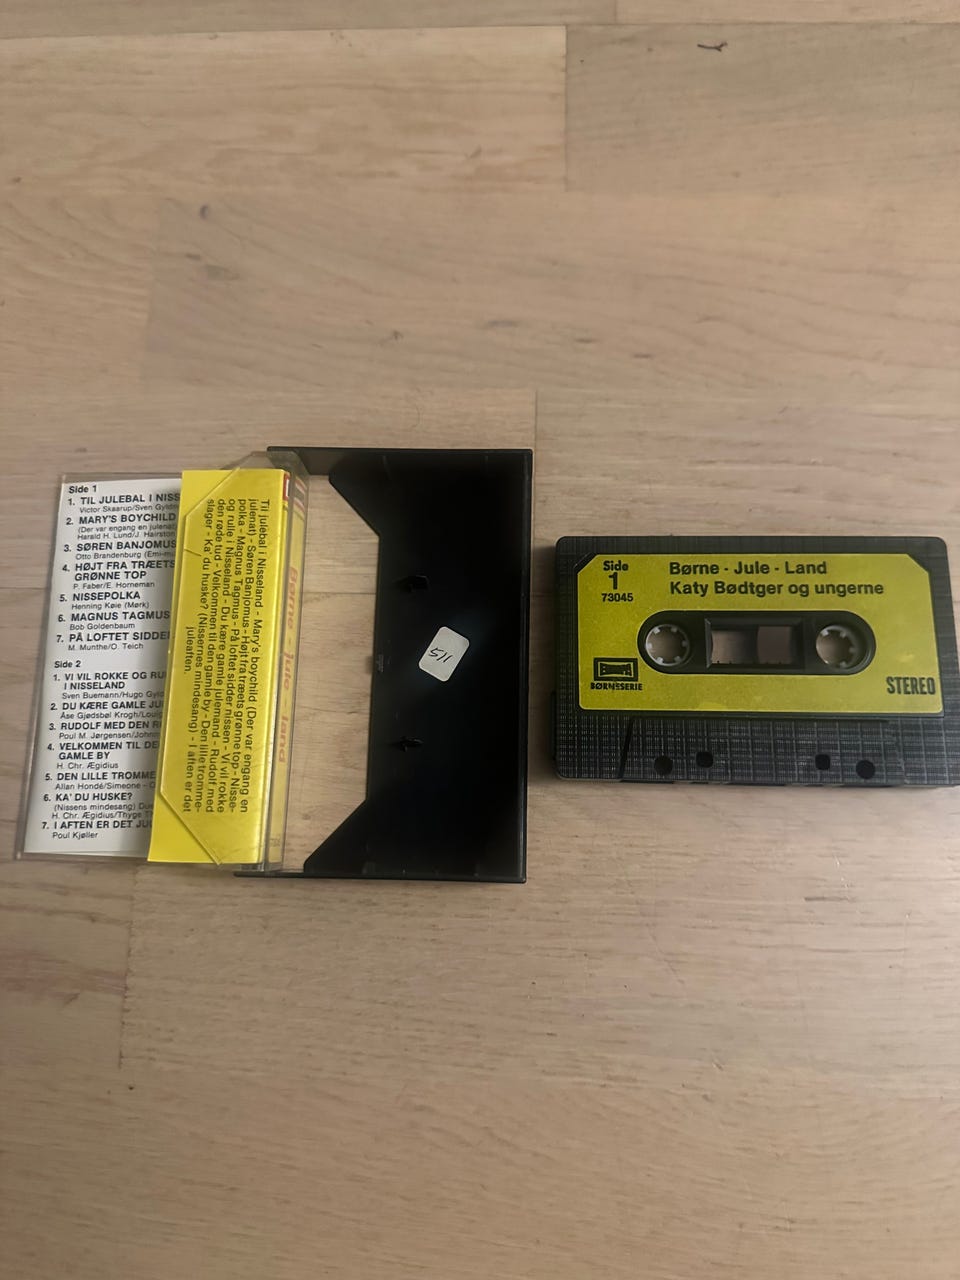 Side 1
1. TIL JULEBAL I NISS
Victor Skaarup/Sven Gyld
2. MARY'S BOYCHILD
(Der var engang en julenat
Harald H. Lund/J. Hairston
3. SØREN BANJOMUS
Otto Brandenburg (Emi-m
4. HØJT FRA TRÆETS
GRØNNE TOP
P. Faber/E. Horneman
5. NISSEPOLKA
Henning Køie (Mørk)
6. MAGNUS TAGMUS
Bob Goldenbaum
7. PÅ LOFTET SIDDE
M. Munthe/O. Teich
Side 2
1. VI VIL ROKKE OG RU
I NISSELAND
Sven Buemann/Hugo Gyld
2. DU KÆRE GAMLE JU
Åse Gjødsbøl Krogh/Loui
3. RUDOLF MED DEN R
Poul M. Jørgensen/John
4. VELKOMMEN TIL DE
GAMLE BY
H. Chr. Ægidius
5. DEN LILLE TROMME
Allan Hondé/Simeone - C
6. KA' DU HUSKE?
(Nissens mindesang) Du
H. Chr. Ægidius/Thyge T
7. I AFTEN ER DET JU
Poul Kjøller
Til julebal i Nisseland - Mary's boychild (Der var engang en
julenat) - Søren Banjomus - Højt fra træets grønne top - Nisse-
polka - Magnus Tagmus - På loftet sidder nissen - Vi vil rokke
og rulle i Nisseland - Du kære gamle julemand - Rudolf med
den røde tud - Velkommen til den gamle by - Den lille tromme-
slager - Ka' du huske? (Nissernes mindesang) - I aften er det
juleaften.
Børne - jule - land
511
Side
1
73045
Børne - Jule - Land
Katy Bødtger og ungerne
BØRNESERIE
STEREO